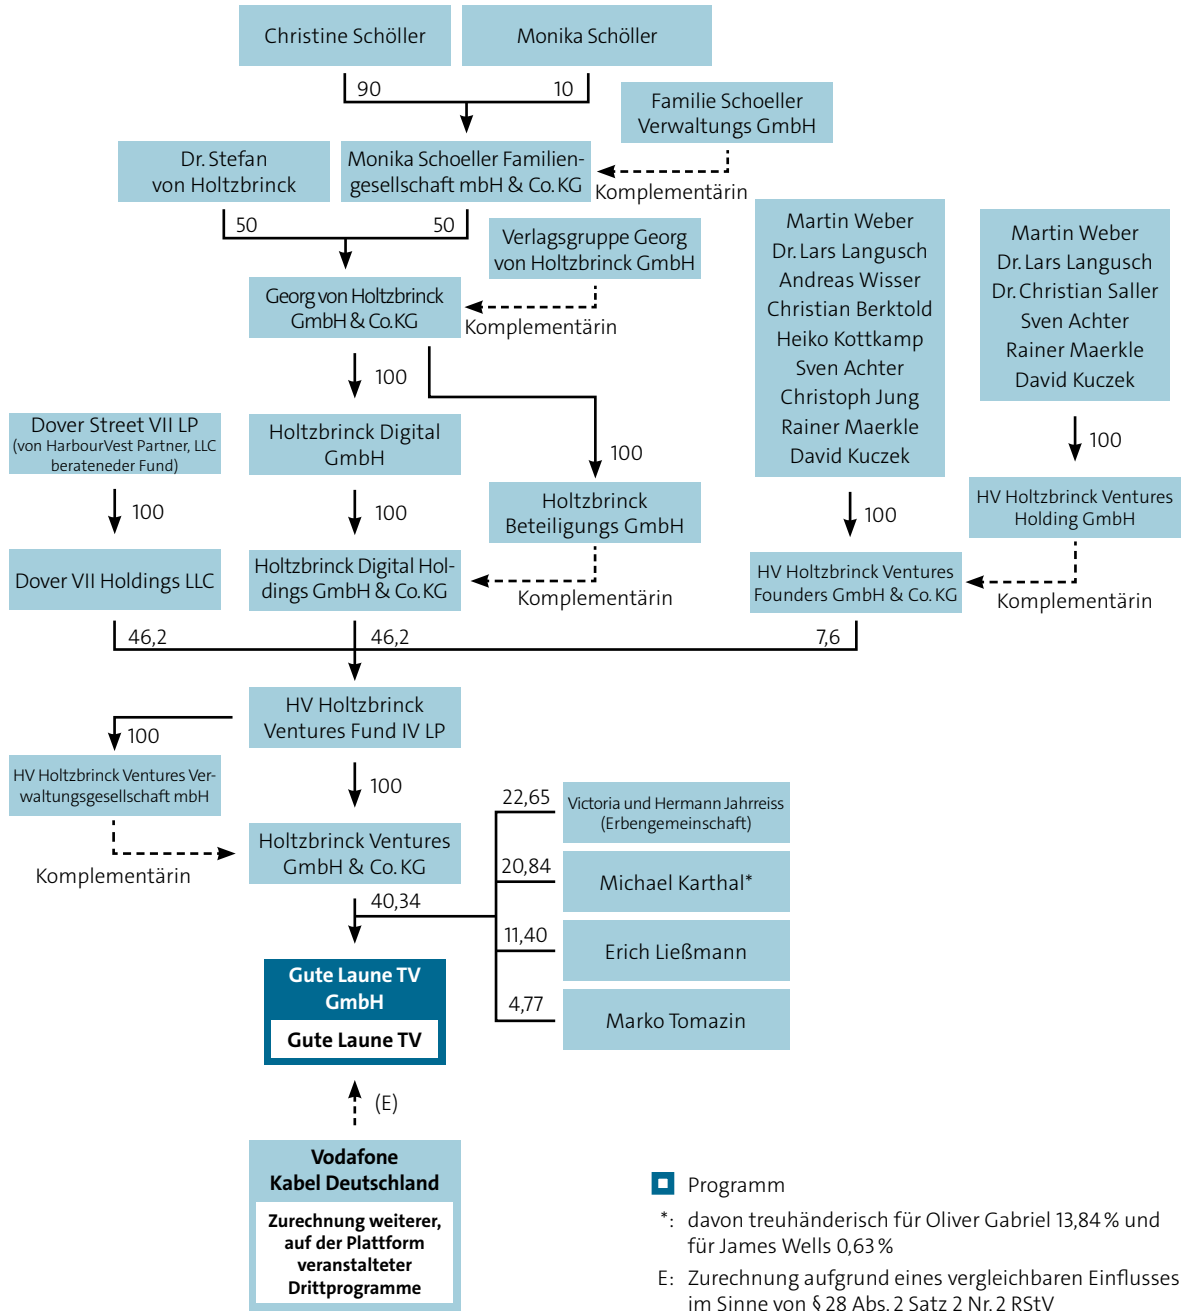 Christine Schöller
Monika Schöller
90
10
Familie Schoeller
Verwaltungs GmbH
Dr. Stefan
von Holtzbrinck
Monika Schoeller Familien-
gesellschaft mbH & Co. KG
Komplementärin
50
50
Verlagsgruppe Georg
von Holtzbrinck GmbH
Georg von Holtzbrinck
GmbH & Co. KG
Komplementärin
Martin Weber
Dr. Lars Langusch
Andreas Wisser
Christian Berktold
Heiko Kottkamp
Sven Achter
Christoph Jung
Rainer Maerkle
David Kuczek
Martin Weber
Dr. Lars Langusch
Dr. Christian Saller
Sven Achter
Rainer Maerkle
David Kuczek
100
100
100
Dover Street VII LP
(von HarbourVest Partner, LLC
berateneder Fund)
Holtzbrinck Digital
GmbH
Holtzbrinck
Beteiligungs GmbH
HV Holtzbrinck Ventures
Holding GmbH
100
100
100
Dover VII Holdings LLC
Holtzbrinck Digital Hol-
dings GmbH & Co. KG
Komplementärin
HV Holtzbrinck Ventures
Founders GmbH & Co. KG
Komplementärin
46,2
46,2
7,6
HV Holtzbrinck
Ventures Fund IV LP
100
HV Holtzbrinck Ventures Ver-
waltungsgesellschaft mbH
100
Komplementärin
Holtzbrinck Ventures
GmbH & Co. KG
40,34
22,65
Victoria und Hermann Jahrreiss
(Erbengemeinschaft)
20,84
Michael Karthal*
11,40
Erich Ließmann
4,77
Marko Tomazin
Gute Laune TV
GmbH
Gute Laune TV
(E)
Vodafone
Kabel Deutschland
Zurechnung weiterer,
auf der Plattform
veranstalteter
Drittprogramme
Programm
*: davon treuhänderisch für Oliver Gabriel 13,84 % und
für James Wells 0,63 %
E: Zurechnung aufgrund eines vergleichbaren Einflusses
im Sinne von § 28 Abs. 2 Satz 2 Nr. 2 RStV